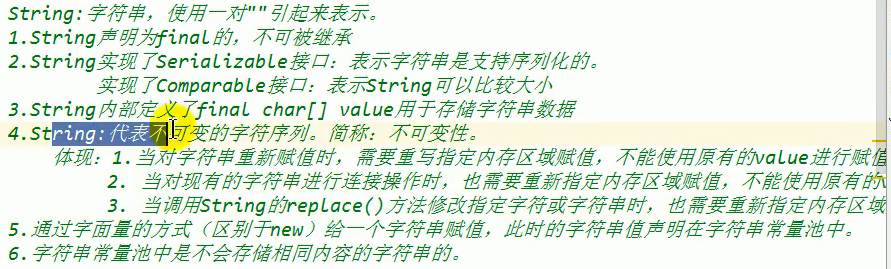 String:字符串，使用一对""引起来表示。
1.String声明为final的，不可被继承
2.String实现了Serializable接口：表示字符串是支持序列化的。
实现了Comparable接口：表示String可以比较大小
3.String内部定义了final char[] value用于存储字符串数据
4.String:代表不可变的字符序列。简称：不可变性。
体现：1.当对字符串重新赋值时，需要重写指定内存区域赋值，不能使用原有的value进行赋值
2. 当对现有的字符串进行连接操作时，也需要重新指定内存区域赋值，不能使用原有的v
3. 当调用String的replace()方法修改指定字符或字符串时，也需要重新指定内存区域
5.通过字面量的方式（区别于new）给一个字符串赋值，此时的字符串值声明在字符串常量池中。
6.字符串常量池中是不会存储相同内容的字符串的。